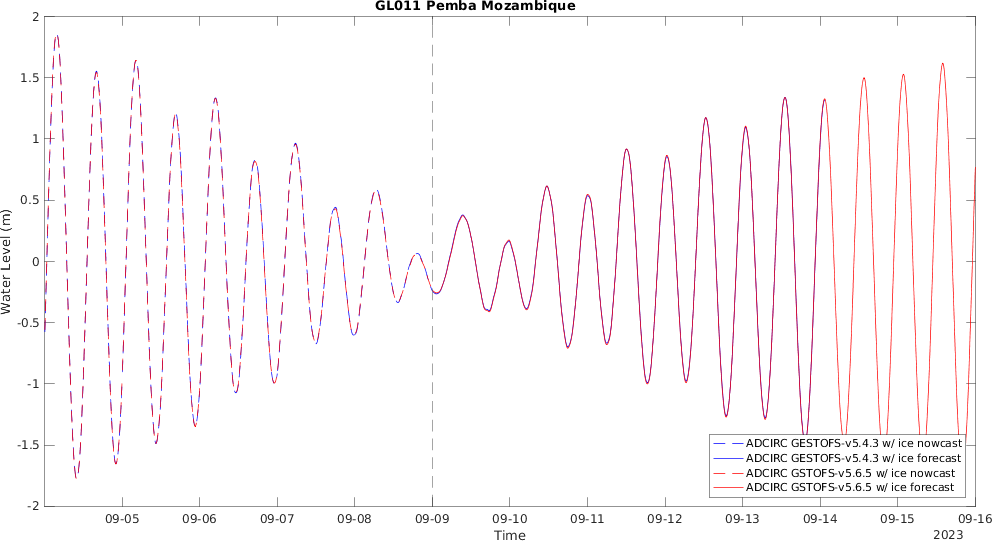 GL011 Pemba Mozambique
2
1.5
1
0.5
0
-0.5
-1
-1.5
-2
Water Level (m)
ADCIRC GESTOFS-v5.4.3 w/ ice nowcast
ADCIRC GESTOFS-v5.4.3 w/ ice forecast
ADCIRC GSTOFS-v5.6.5 w/ ice nowcast
ADCIRC GSTOFS-v5.6.5 w/ ice forecast
09-05 09-06 09-07 09-08 09-09 09-10 09-11 09-12 09-13 09-14 09-15 09-16
Time
2023